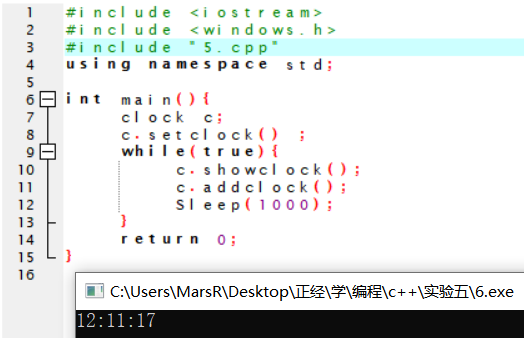 1 #include <iostream>
2 #include <windows.h>
3 #include "5.cpp"
4 using namespace std;
5
6 int main(){
7 clock c;
8 c.setclock() ;
9 while(true){
10 c.showclock();
11 c.addclock();
12 Sleep(1000);
13 }
14 return 0;
15 }
16
C:\Users\MarsR\Desktop\正经\学\编程\c++\实验五\6.exe
12:11:17